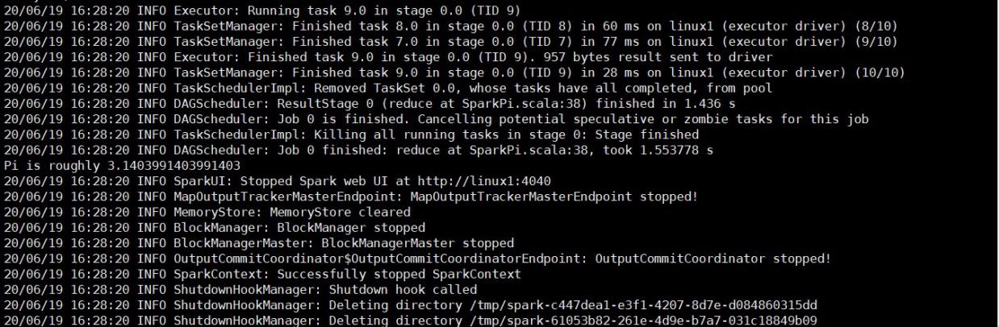 20/06/19 16:28:20 INFO Executor: Running task 9.0 in stage 0.0 (TID 9)
20/06/19 16:28:20 INFO TaskSetManager: Finished task 8.0 in stage 0.0 (TID 8) in 60 ms on linux1 (executor driver) (8/10)
20/06/19 16:28:20 INFO TaskSetManager: Finished task 7.0 in stage 0.0 (TID 7) in 77 ms on linux1 (executor driver) (9/10)
20/06/19 16:28:20 INFO Executor: Finished task 9.0 in stage 0.0 (TID 9). 957 bytes result sent to driver
20/06/19 16:28:20 INFO TaskSetManager: Finished task 9.0 in stage 0.0 (TID 9) in 28 ms on linux1 (executor driver) (10/10)
20/06/19 16:28:20 INFO TaskSchedulerImpl: Removed TaskSet 0.0, whose tasks have all completed, from pool
20/06/19 16:28:20 INFO DAGScheduler: ResultStage 0 (reduce at SparkPi.scala:38) finished in 1.436 s
20/06/19 16:28:20 INFO DAGScheduler: Job 0 is finished. Cancelling potential speculative or zombie tasks for this job
20/06/19 16:28:20 INFO TaskSchedulerImpl: Killing all running tasks in stage 0: Stage finished
20/06/19 16:28:20 INFO DAGScheduler: Job 0 finished: reduce at SparkPi.scala:38, took 1.553778 s
Pi is roughly 3.1403991403991403
20/06/19 16:28:20 INFO SparkUI: Stopped Spark web UI at http://linux1:4040
20/06/19 16:28:20 INFO MapOutputTrackerMasterEndpoint: MapOutputTrackerMasterEndpoint stopped!
20/06/19 16:28:20 INFO MemoryStore: MemoryStore cleared
20/06/19 16:28:20 INFO BlockManager: BlockManager stopped
20/06/19 16:28:20 INFO BlockManagerMaster: BlockManagerMaster stopped
20/06/19 16:28:20 INFO OutputCommitCoordinator$OutputCommitCoordinatorEndpoint: OutputCommitCoordinator stopped!
20/06/19 16:28:20 INFO SparkContext: Successfully stopped SparkContext
20/06/19 16:28:20 INFO ShutdownHookManager: Shutdown hook called
20/06/19 16:28:20 INFO ShutdownHookManager: Deleting directory /tmp/spark-c447dea1-e3f1-4207-8d7e-d084860315dd
20/06/19 16:28:20 INFO ShutdownHookManager: Deleting directory /tmp/spark-61053b82-261e-4d9e-b7a7-031c18849b09